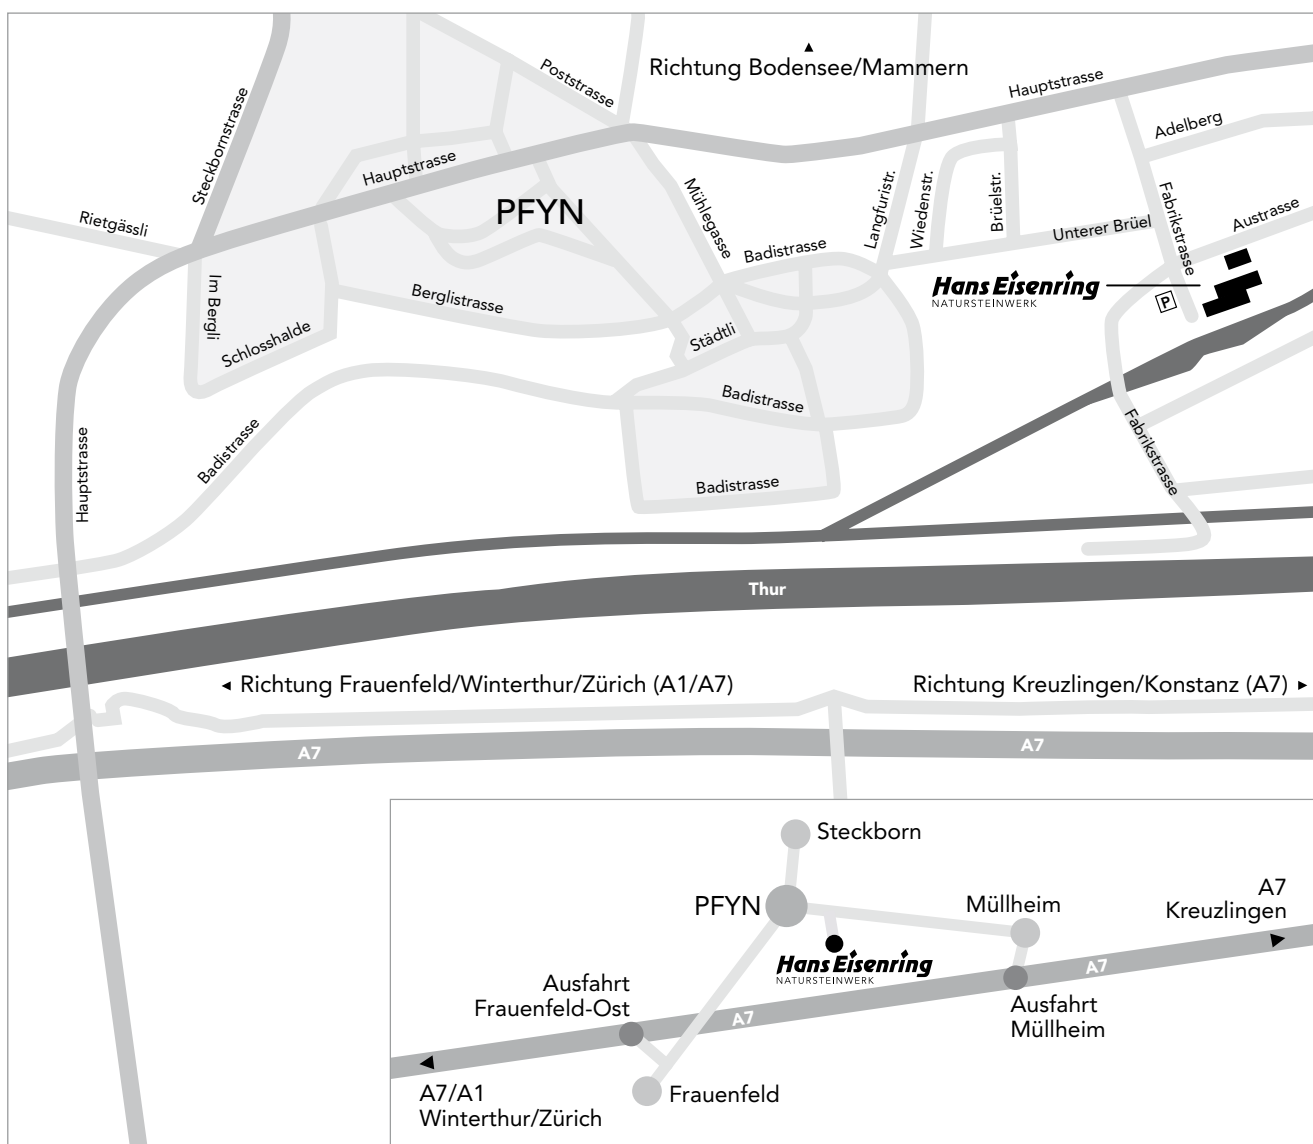 Richtung Bodensee/Mammern
Poststrasse
Hauptstrasse
Steckbornstrasse
Adelberg
Hauptstrasse
PFYN
Mühlegasse
Langfuristr.
Wiedenstr.
Brüelstr.
Fabrikstrasse
Rietgässli
Austrasse
Unterer Brüel
Badistrasse
Im Bergli
Berglistrasse
Hans Eisenring
NATURSTEINWERK
P
Schlosshalde
Städtli
Badistrasse
Badistrasse
Fabrikstrasse
Hauptstrasse
Badistrasse
Thur
Richtung Frauenfeld/Winterthur/Zürich (A1/A7)
Richtung Kreuzlingen/Konstanz (A7)
A7
A7
Steckborn
PFYN
Müllheim
A7
Kreuzlingen
Hans Eisenring
NATURSTEINWERK
A7
Ausfahrt
Frauenfeld-Ost
A7
Ausfahrt
Müllheim
A7/A1
Winterthur/Zürich
Frauenfeld